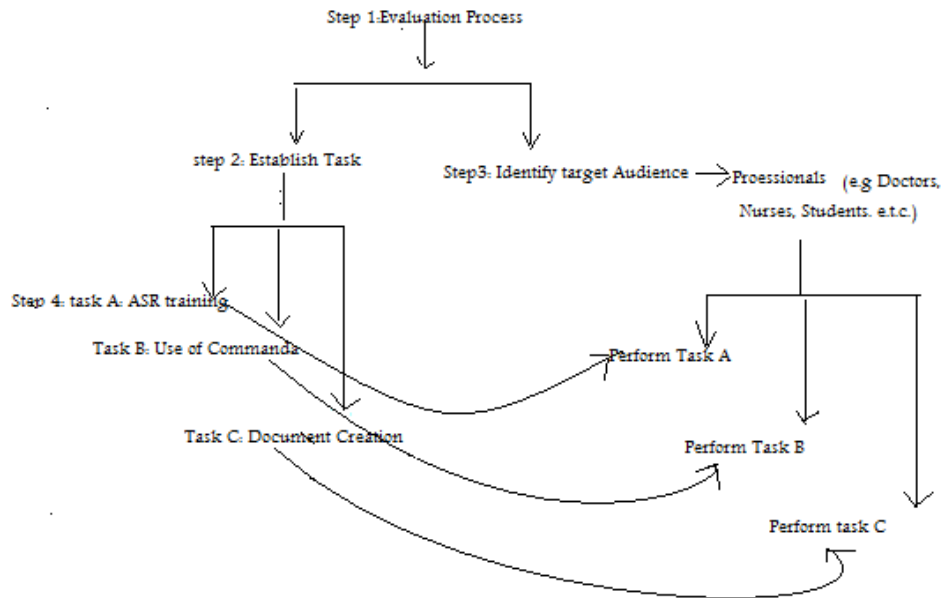 Step 1:Evaluation Process
step 2: Establish Task
Step3: Identify target Audience
Proessionals (e.g Doctors,
Nurses, Students. e.t.c.)
Step 4: task A: ASR training
Task B: Use of Commanda
Perform Task A
Task C: Document Creation
Perform Task B
Perform task C